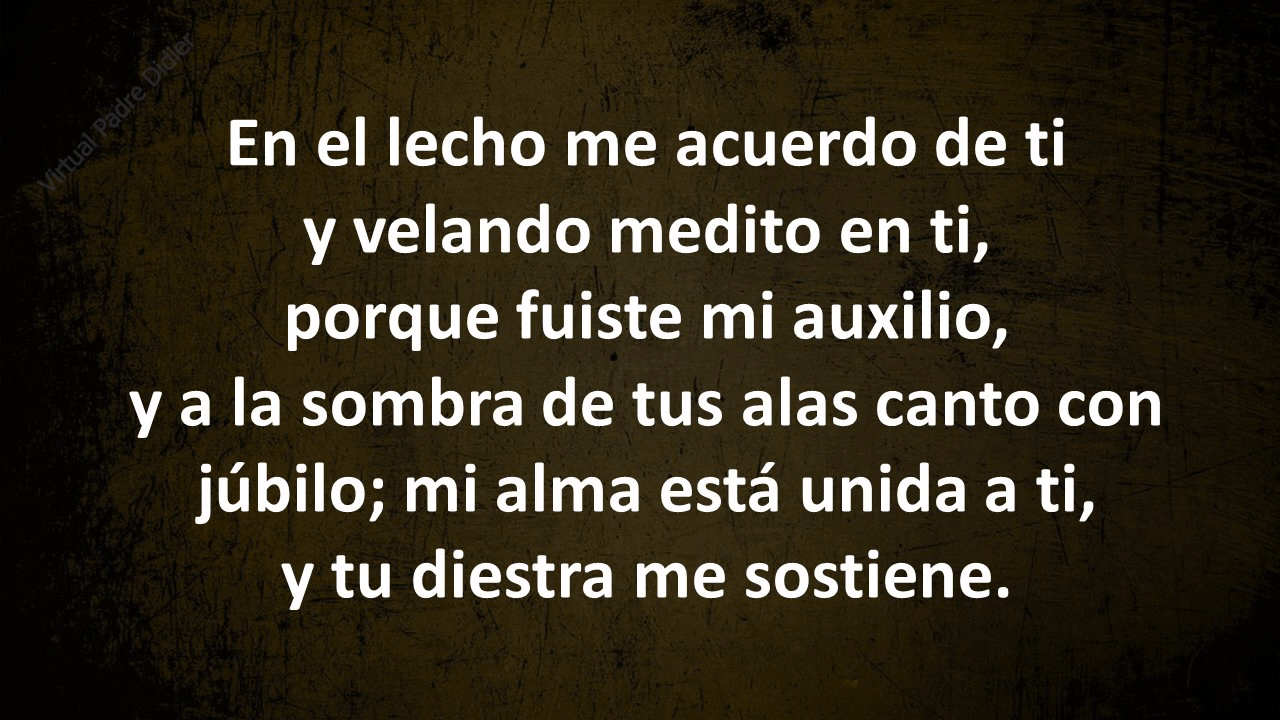 Virtual Padre Didier
En el lecho me acuerdo de ti
y velando medito en ti,
porque fuiste mi auxilio,
y a la sombra de tus alas canto con
júbilo; mi alma está unida a ti,
y tu diestra me sostiene.